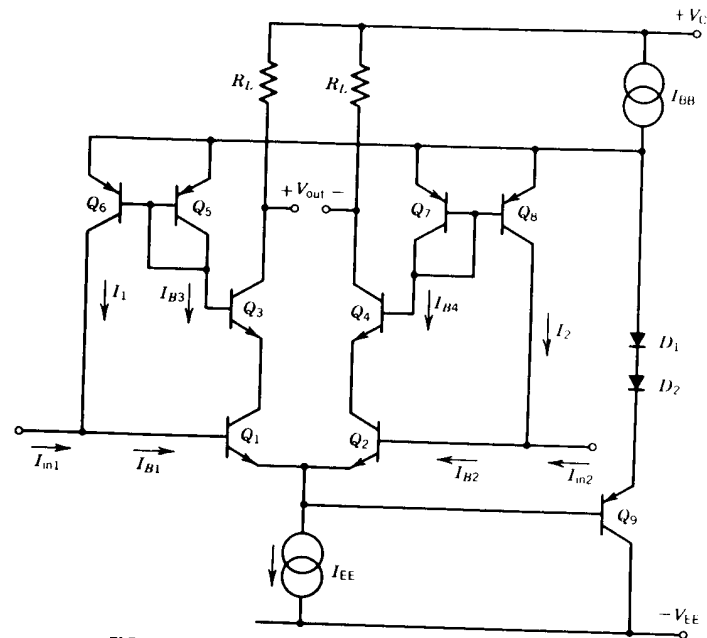 +V_C
R_L
R_L
I_BB
Q_6
Q_5
+ V_out −
Q_7
Q_8
I_1
I_B3
Q_3
Q_4
I_B4
I_2
D_1
D_2
Q_1
Q_2
I_in1
I_B1
I_B2
I_in2
Q_9
I_EE
−V_EE